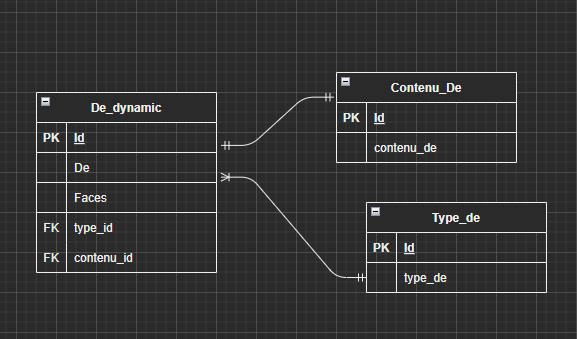 De_dynamic
PK Id
De
Faces
FK type_id
FK contenu_id
Contenu_De
PK Id
contenu_de
Type_de
PK Id
type_de